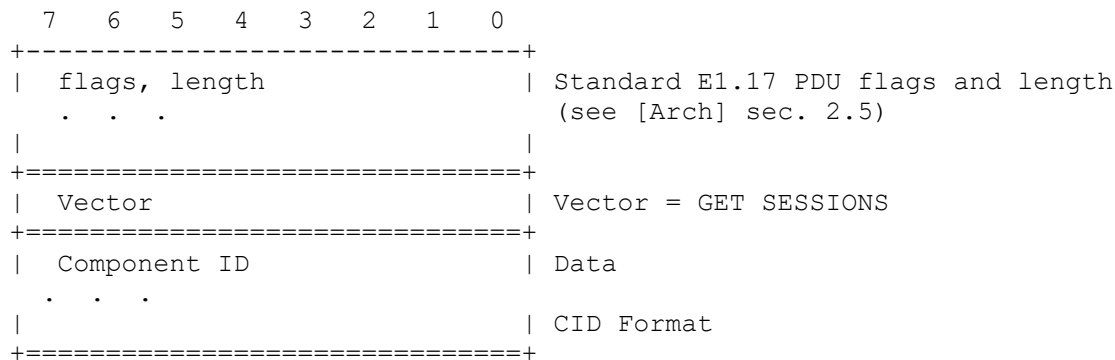 7 6 5 4 3 2 1 0
+-------------------------------+
| flags, length | Standard E1.17 PDU flags and length
. . . (see [Arch] sec. 2.5)
| |
+===============================+
| Vector | Vector = GET SESSIONS
+===============================+
| Component ID | Data
. . .
| | CID Format
+===============================+